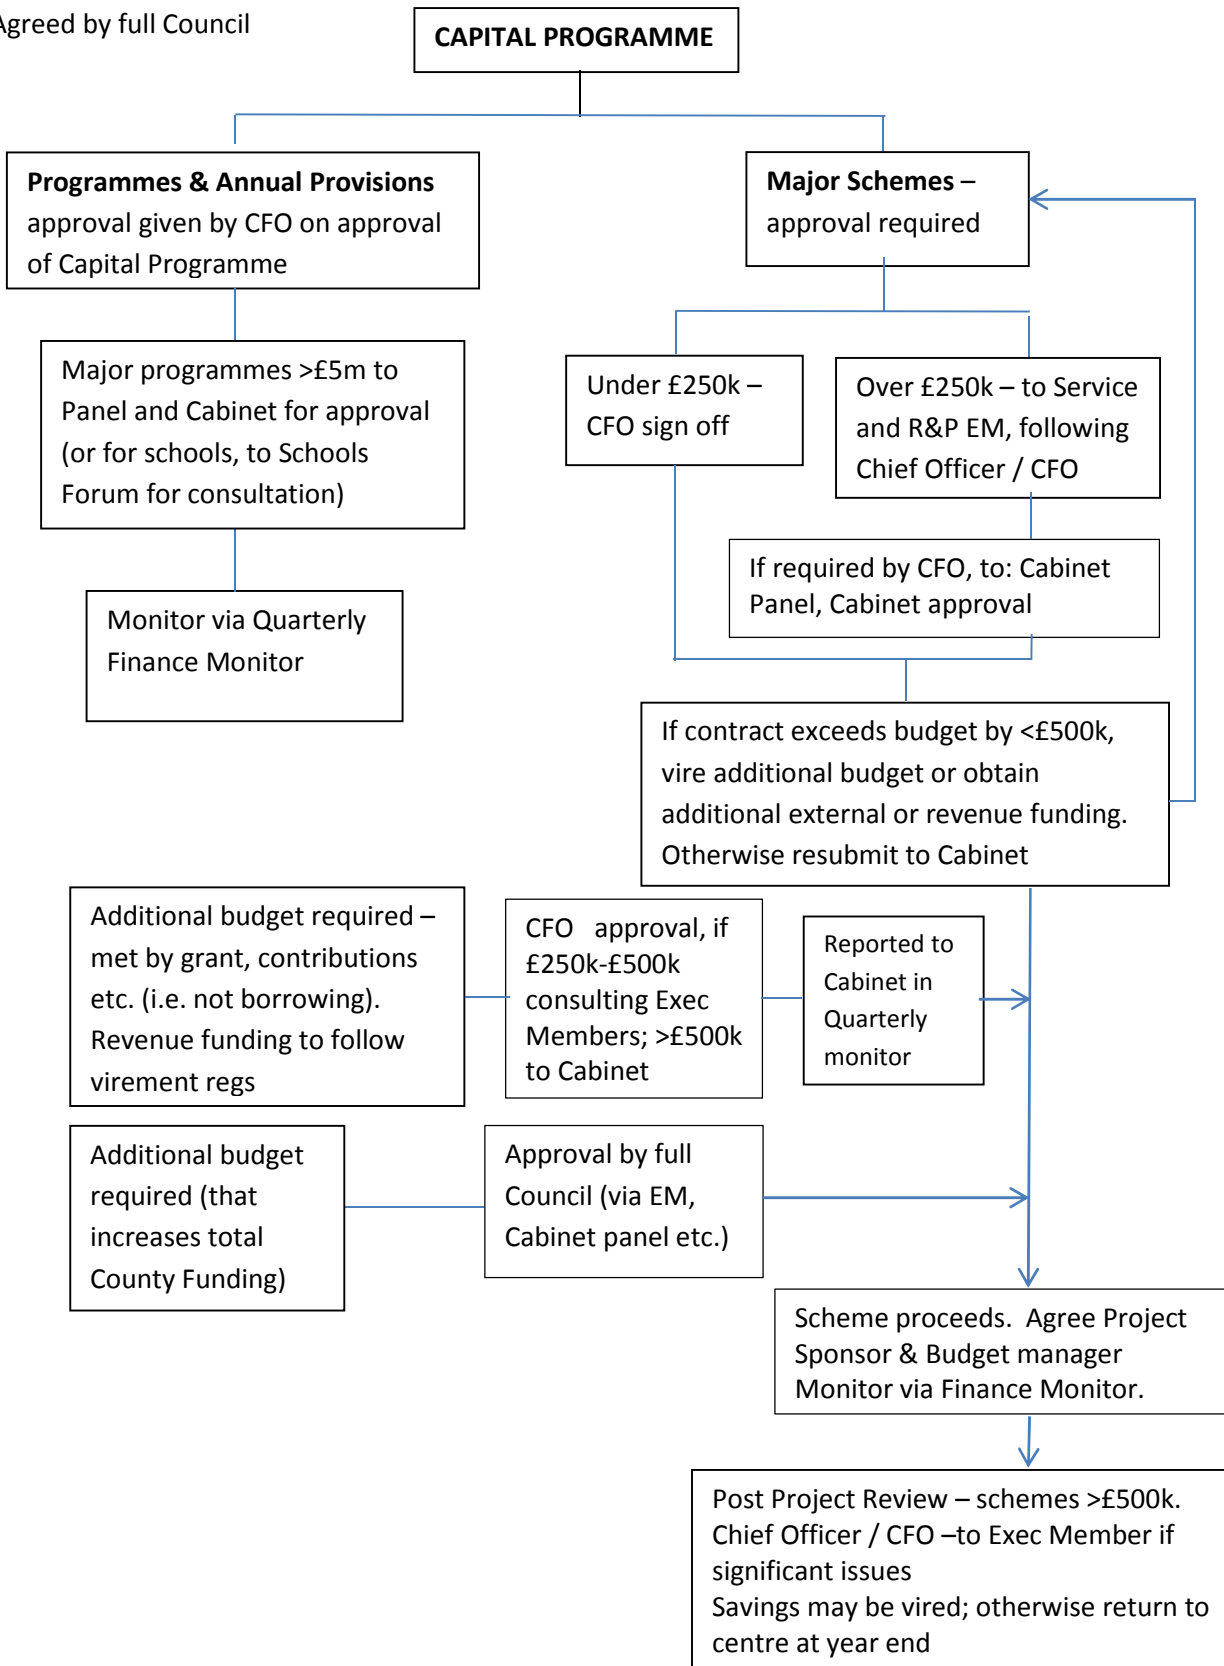 Agreed by full Council
CAPITAL PROGRAMME
Programmes & Annual Provisions
approval given by CFO on approval
of Capital Programme
Major Schemes –
approval required
Major programmes >£5m to
Panel and Cabinet for approval
(or for schools, to Schools
Forum for consultation)
Under £250k –
CFO sign off
Over £250k – to Service
and R&P EM, following
Chief Officer / CFO
If required by CFO, to: Cabinet
Panel, Cabinet approval
Monitor via Quarterly
Finance Monitor
If contract exceeds budget by <£500k,
vire additional budget or obtain
additional external or revenue funding.
Otherwise resubmit to Cabinet
Additional budget required –
met by grant, contributions
etc. (i.e. not borrowing).
Revenue funding to follow
virement regs
CFO approval, if
£250k-£500k
consulting Exec
Members; >£500k
to Cabinet
Reported to
Cabinet in
Quarterly
monitor
Additional budget
required (that
increases total
County Funding)
Approval by full
Council (via EM,
Cabinet panel etc.)
Scheme proceeds. Agree Project
Sponsor & Budget manager
Monitor via Finance Monitor.
Post Project Review – schemes >£500k.
Chief Officer / CFO –to Exec Member if
significant issues
Savings may be vired; otherwise return to
centre at year end